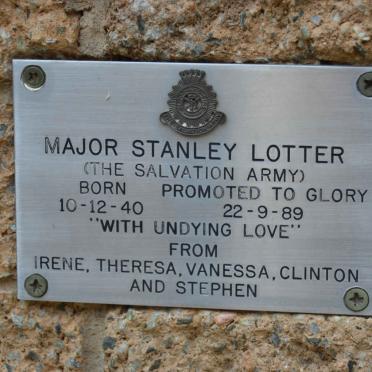 MAJOR STANLEY LOTTER
(THE SALVATION ARMY)
BORN PROMOTED TO GLORY
10-12-40 22-9-89
"WITH UNDYING LOVE"
FROM
IRENE, THERESA, VANESSA, CLINTON
AND STEPHEN